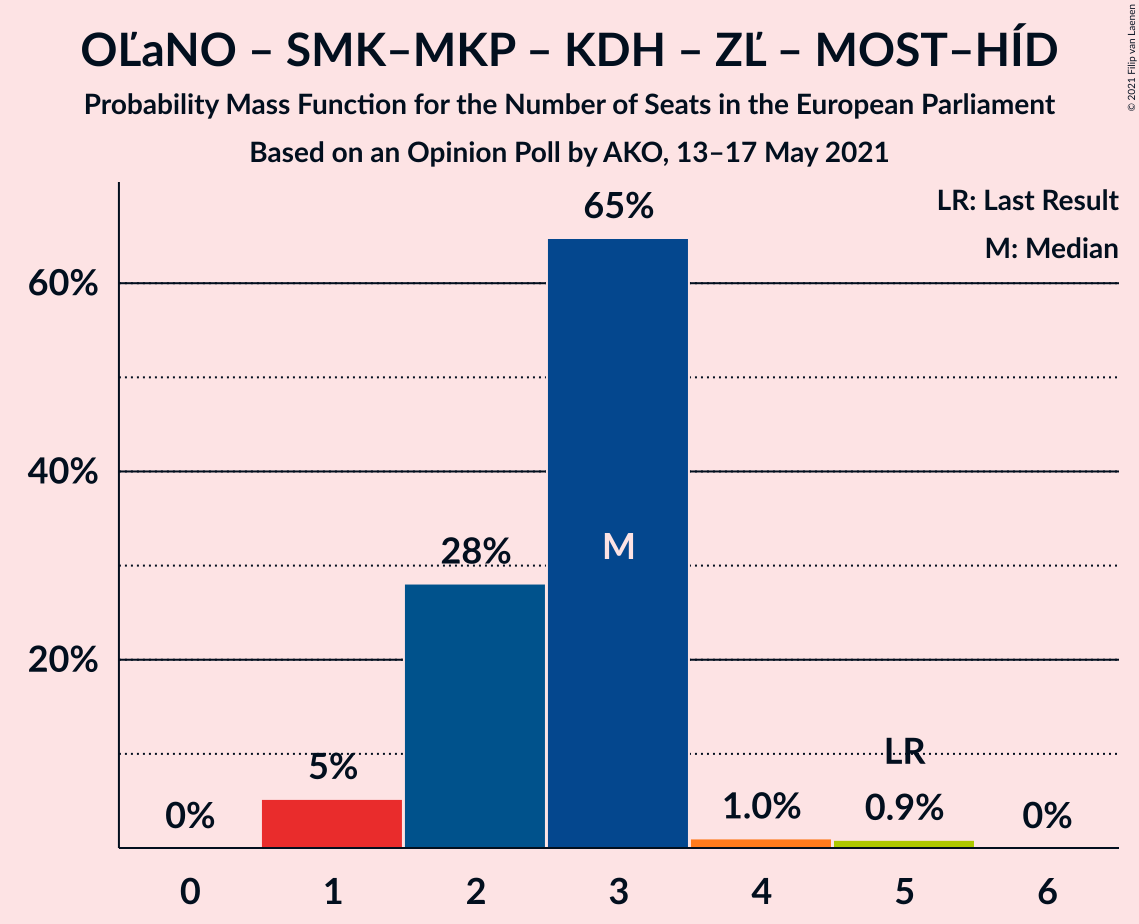 OĽaNO – SMK–MKP – KDH – ZĽ – MOST–HÍD
Probability Mass Function for the Number of Seats in the European Parliament
Based on an Opinion Poll by AKO, 13–17 May 2021
© 2021 Filip van Laenen
LR: Last Result
M: Median
65%
60%
40%
28%
M
20%
LR
5%
0%
1.0%
0.9%
0%
0 1 2 3 4 5 6